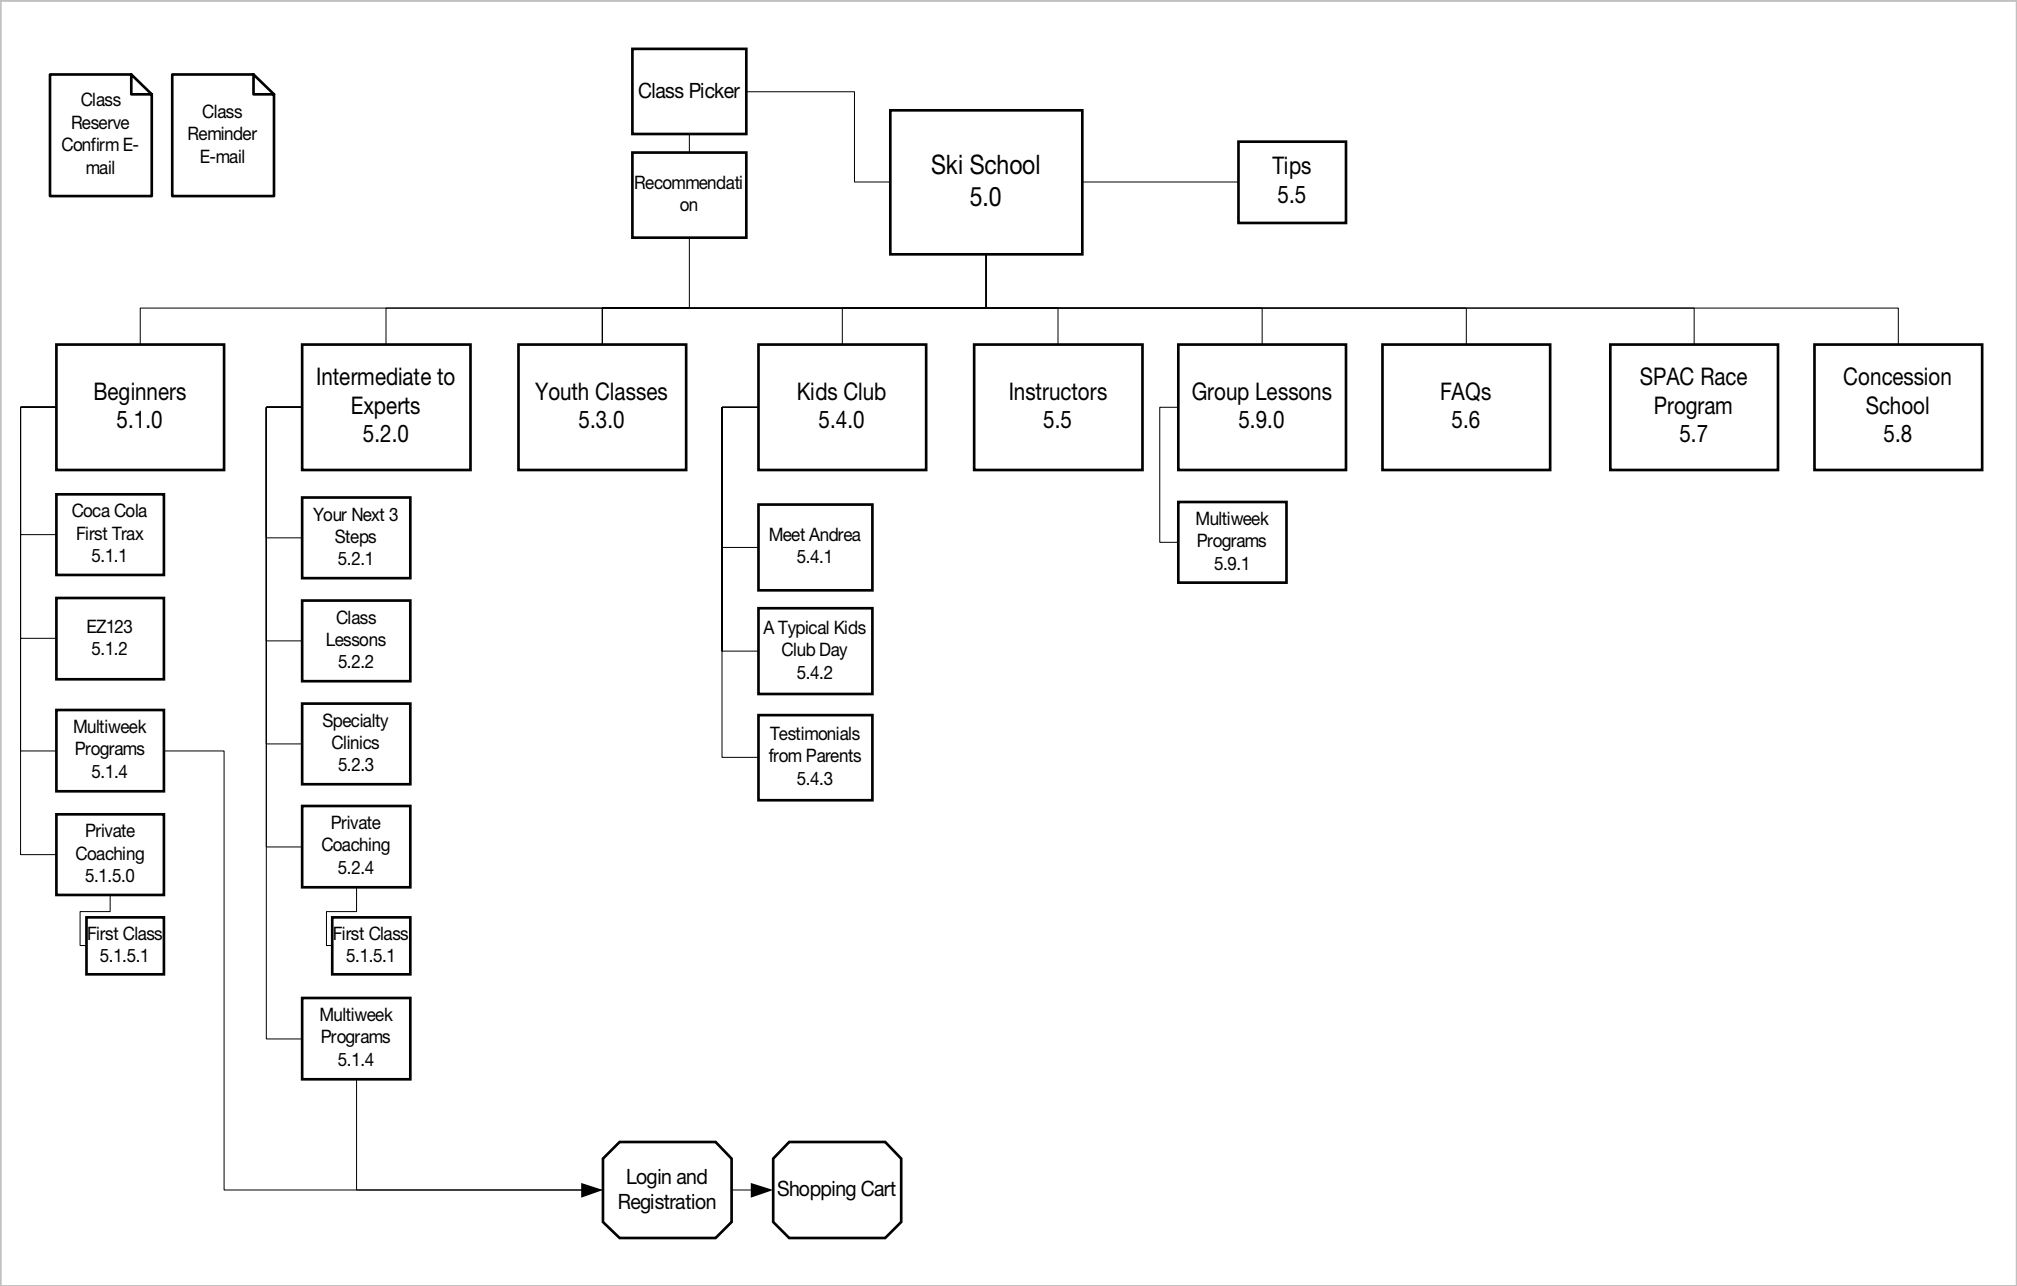 Class
Reserve
Confirm E-
mail
Class
Reminder
E-mail
Class Picker
Recommendati
on
Ski School
5.0
Tips
5.5
Beginners
5.1.0
Intermediate to
Experts
5.2.0
Youth Classes
5.3.0
Kids Club
5.4.0
Instructors
5.5
Group Lessons
5.9.0
FAQs
5.6
SPAC Race
Program
5.7
Concession
School
5.8
Coca Cola
First Trax
5.1.1
EZ123
5.1.2
Multiweek
Programs
5.1.4
Private
Coaching
5.1.5.0
First Class
5.1.5.1
Your Next 3
Steps
5.2.1
Class
Lessons
5.2.2
Specialty
Clinics
5.2.3
Private
Coaching
5.2.4
First Class
5.1.5.1
Multiweek
Programs
5.1.4
Meet Andrea
5.4.1
A Typical Kids
Club Day
5.4.2
Testimonials
from Parents
5.4.3
Multiweek
Programs
5.9.1
Login and
Registration
Shopping Cart